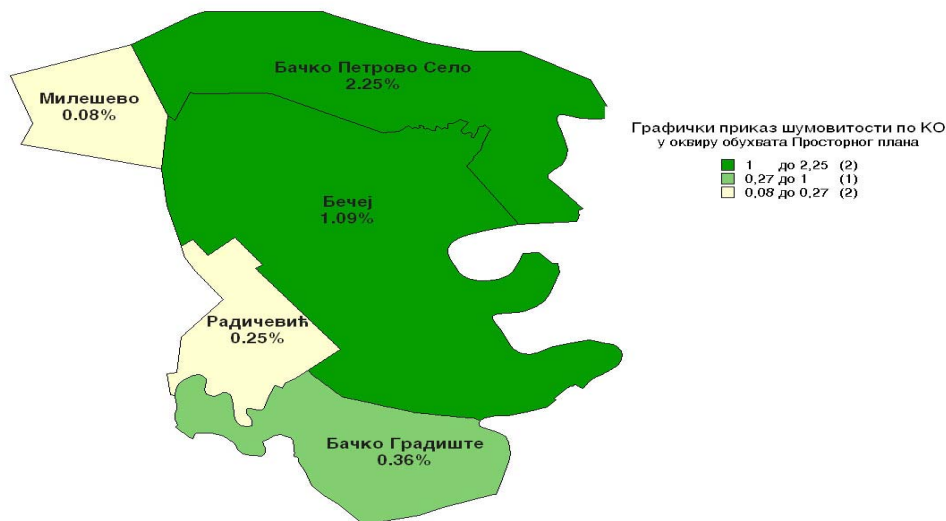 Бачко Петрово Село
2.25%
Милешево
0.08%
Графички приказ шумовитости по КО
у оквиру обухвата Просторног плана
1 до 2,25 (2)
0,27 до 1 (1)
0,08 до 0,27 (2)
Бечеј
1.09%
Радичевић
0.25%
Бачко Градиште
0.36%